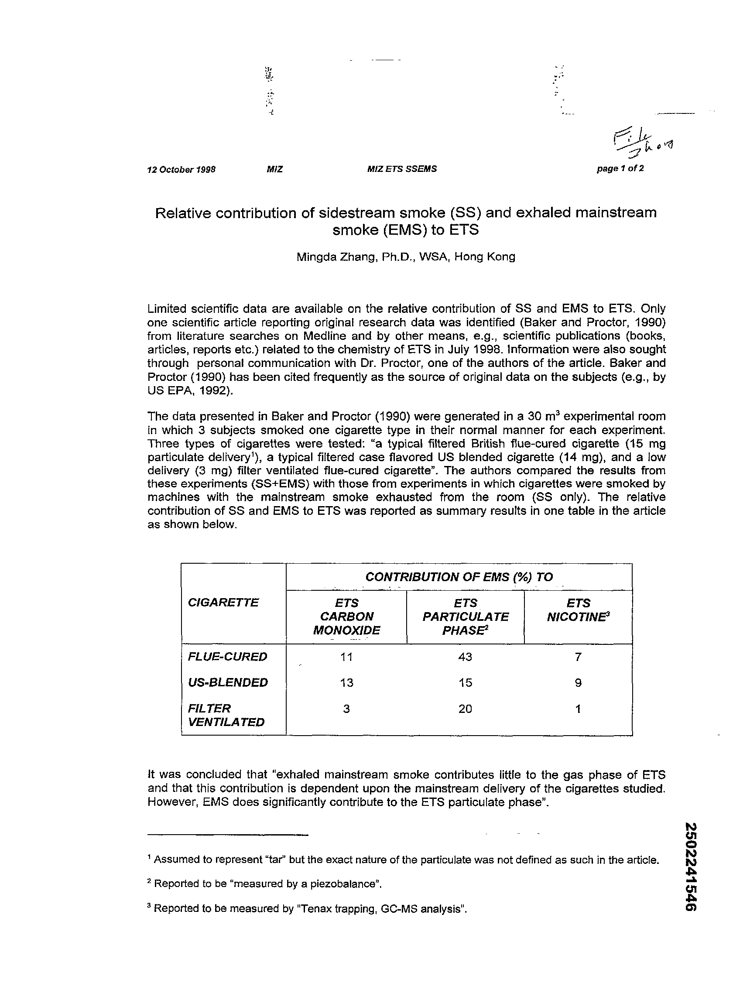 File
Zhang
12 October 1998 MIZ MIZ ETS SSEMS page 1 of 2
Relative contribution of sidestream smoke (SS) and exhaled mainstream
smoke (EMS) to ETS
Mingda Zhang, Ph.D., WSA, Hong Kong
Limited scientific data are available on the relative contribution of SS and EMS to ETS. Only
one scientific article reporting original research data was identified (Baker and Proctor, 1990)
from literature searches on Medline and by other means, e.g., scientific publications (books,
articles, reports etc.) related to the chemistry of ETS in July 1998. Information were also sought
through personal communication with Dr. Proctor, one of the authors of the article. Baker and
Proctor (1990) has been cited frequently as the source of original data on the subjects (e.g., by
US EPA, 1992).
The data presented in Baker and Proctor (1990) were generated in a 30 m³ experimental room
in which 3 subjects smoked one cigarette type in their normal manner for each experiment.
Three types of cigarettes were tested: “a typical filtered British flue-cured cigarette (15 mg
particulate delivery¹), a typical filtered case flavored US blended cigarette (14 mg), and a low
delivery (3 mg) filter ventilated flue-cured cigarette”. The authors compared the results from
these experiments (SS+EMS) with those from experiments in which cigarettes were smoked by
machines with the mainstream smoke exhausted from the room (SS only). The relative
contribution of SS and EMS to ETS was reported as summary results in one table in the article
as shown below.
CONTRIBUTION OF EMS (%) TO
CIGARETTE ETS ETS ETS
CARBON PARTICULATE NICOTINE³
MONOXIDE PHASE²
FLUE-CURED 11 43 7
US-BLENDED 13 15 9
FILTER 3 20 1
VENTILATED
It was concluded that “exhaled mainstream smoke contributes little to the gas phase of ETS
and that this contribution is dependent upon the mainstream delivery of the cigarettes studied.
However, EMS does significantly contribute to the ETS particulate phase”.
¹ Assumed to represent “tar” but the exact nature of the particulate was not defined as such in the article.
² Reported to be “measured by a piezobalance”.
³ Reported to be measured by “Tenax trapping, GC-MS analysis”.
2502241546